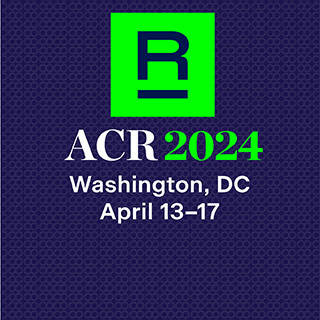 R
ACR 2024
Washington, DC
April 13–17